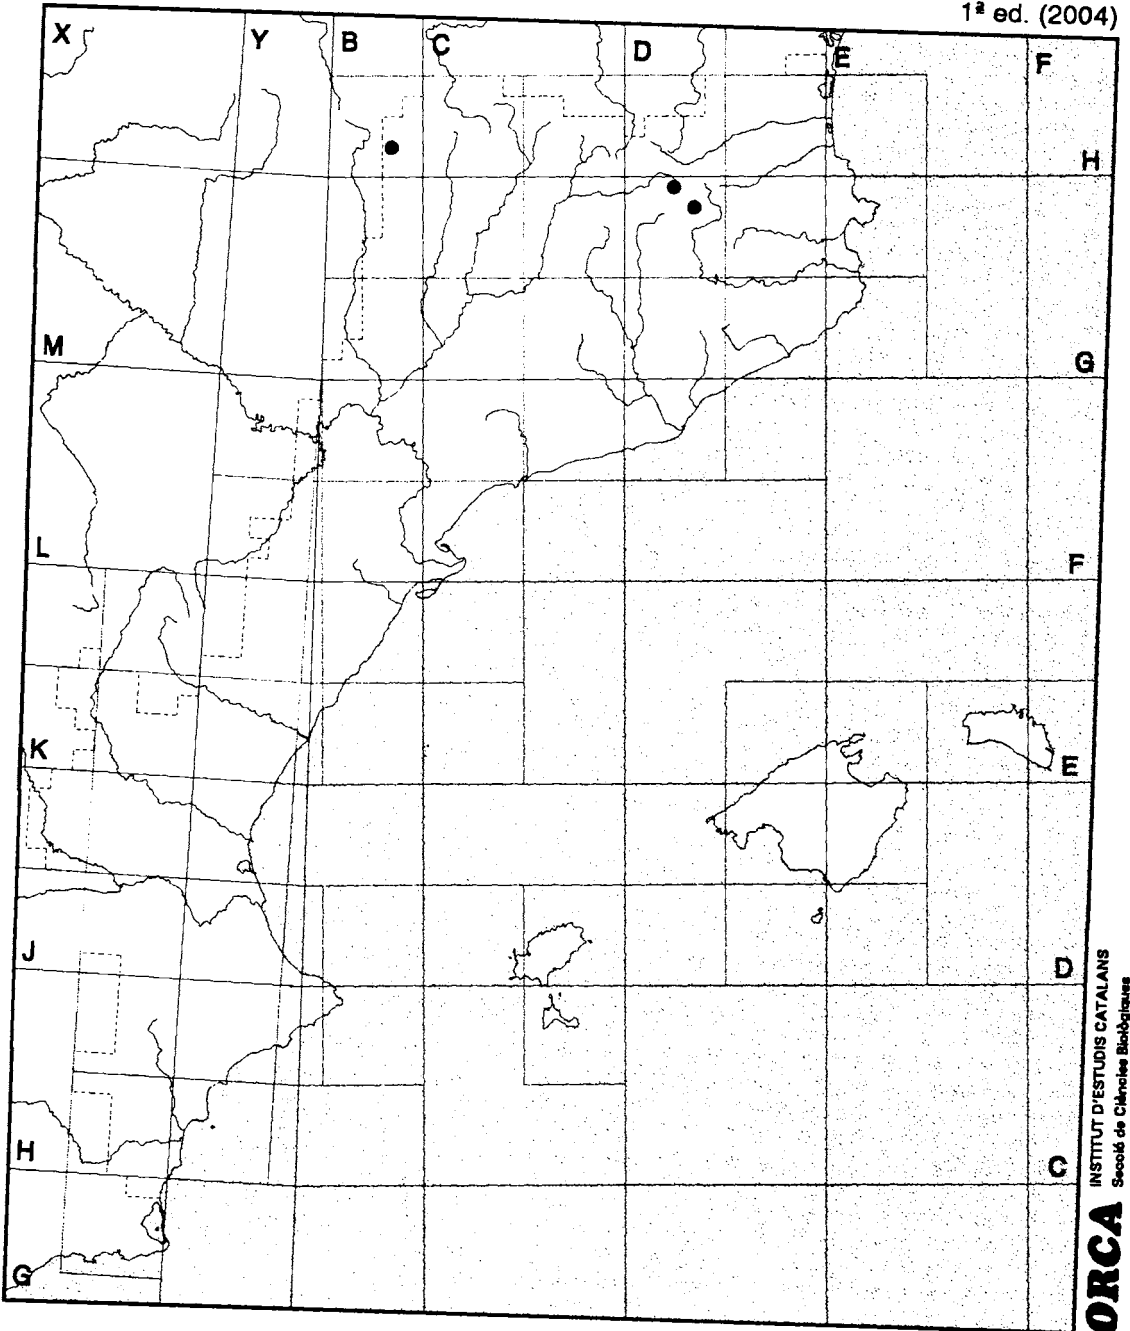 1ª ed. (2004)
X
Y
B
C
D
E
F
H
M
G
L
F
K
E
J
D
H
C
G
ORCA
INSTITUT D'ESTUDIS CATALANS
Secció de Ciències Biològiques